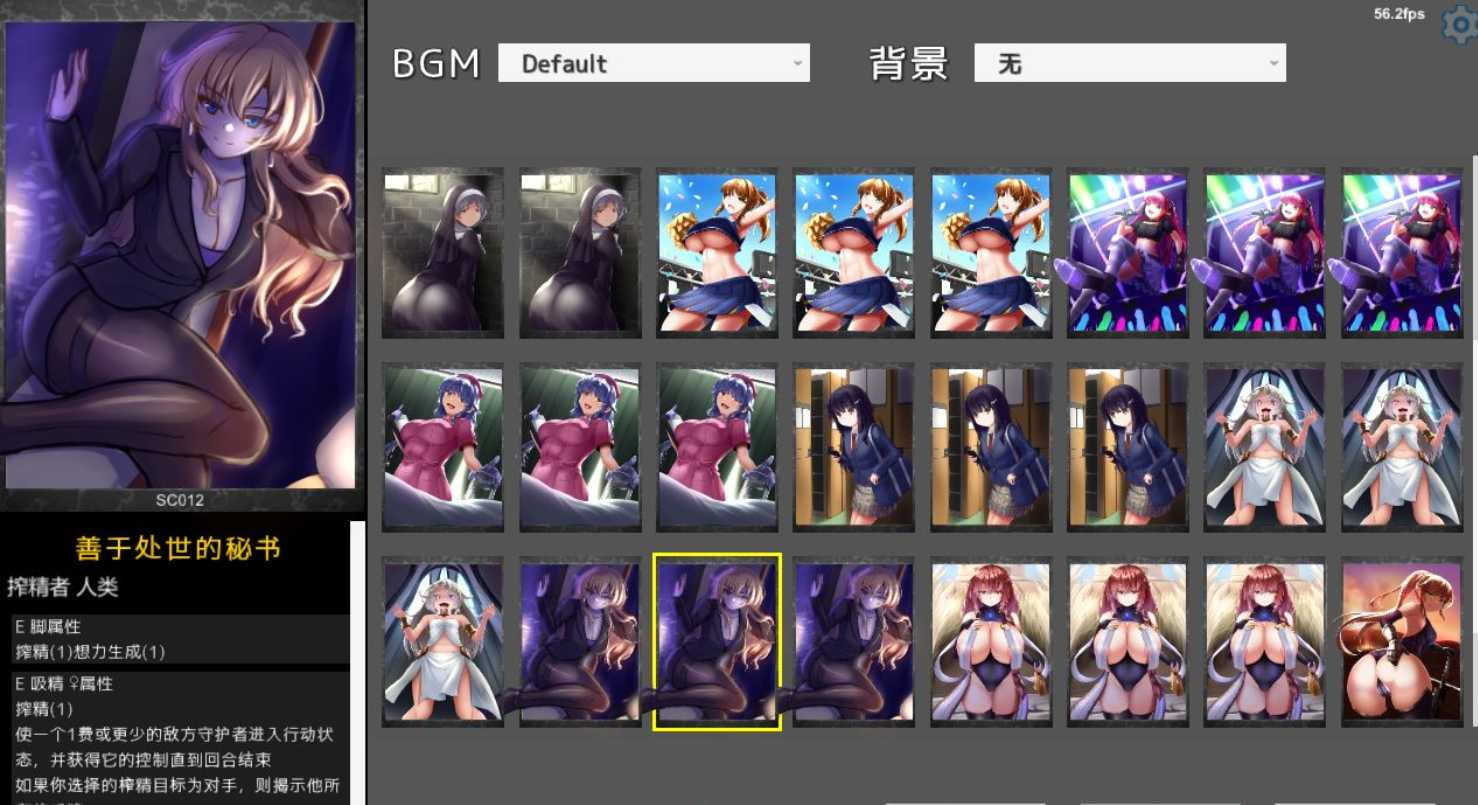 56.2fps
BGM Default 背景 无
SC012
善于处世的秘书
搾精者 人类
E 脚属性
搾精(1)想力生成(1)
E 吸精 ♀属性
搾精(1)
使一个1费或更少的敌方守护者进入行动状
态，并获得它的控制直到回合结束
如果你选择的榨精目标为对手，则揭示他所